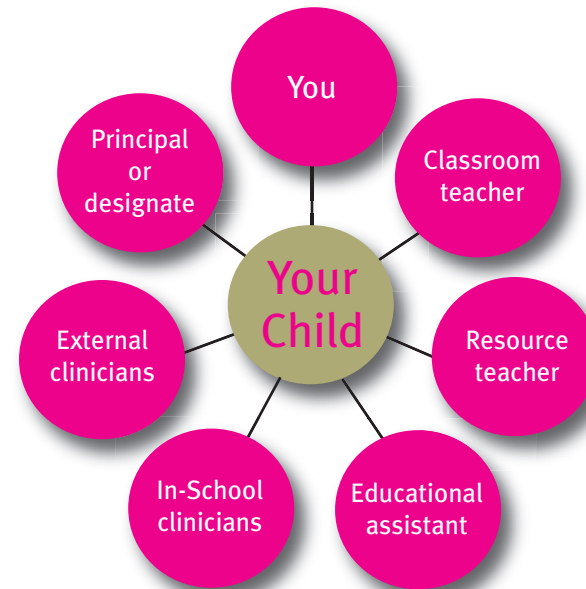 You
Classroom
teacher
Resource
teacher
Educational
assistant
In-School
clinicians
External
clinicians
Principal
or
designate
Your
Child